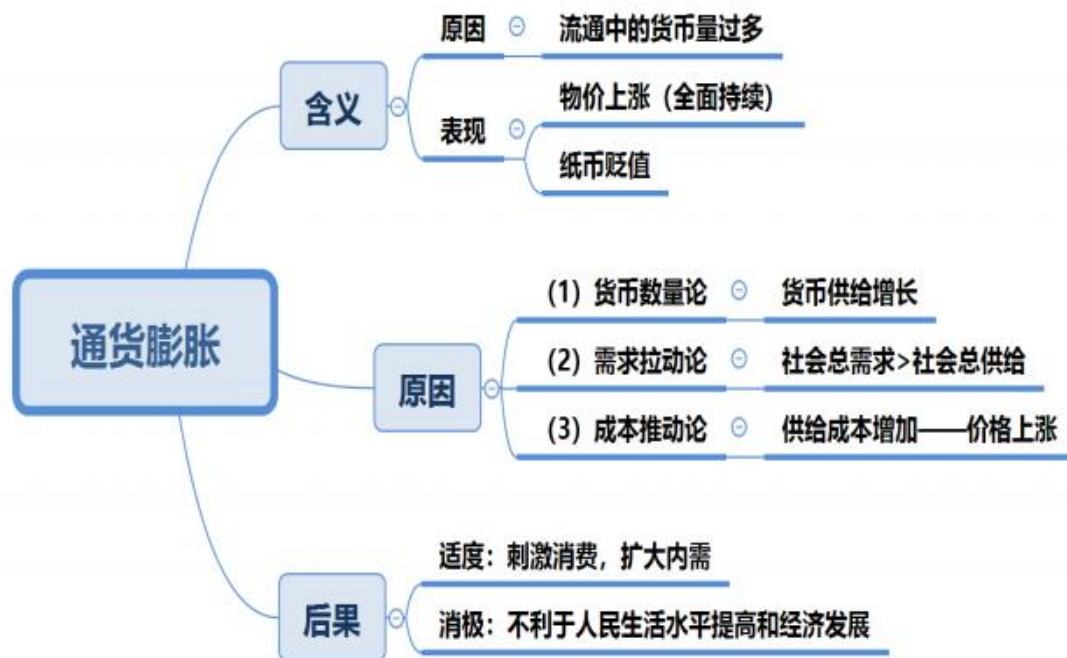 通货膨胀
含义
原因
流通中的货币量过多
表现
物价上涨（全面持续）
纸币贬值
原因
（1）货币数量论
货币供给增长
（2）需求拉动论
社会总需求>社会总供给
（3）成本推动论
供给成本增加——价格上涨
后果
适度：刺激消费，扩大内需
消极：不利于人民生活水平提高和经济发展